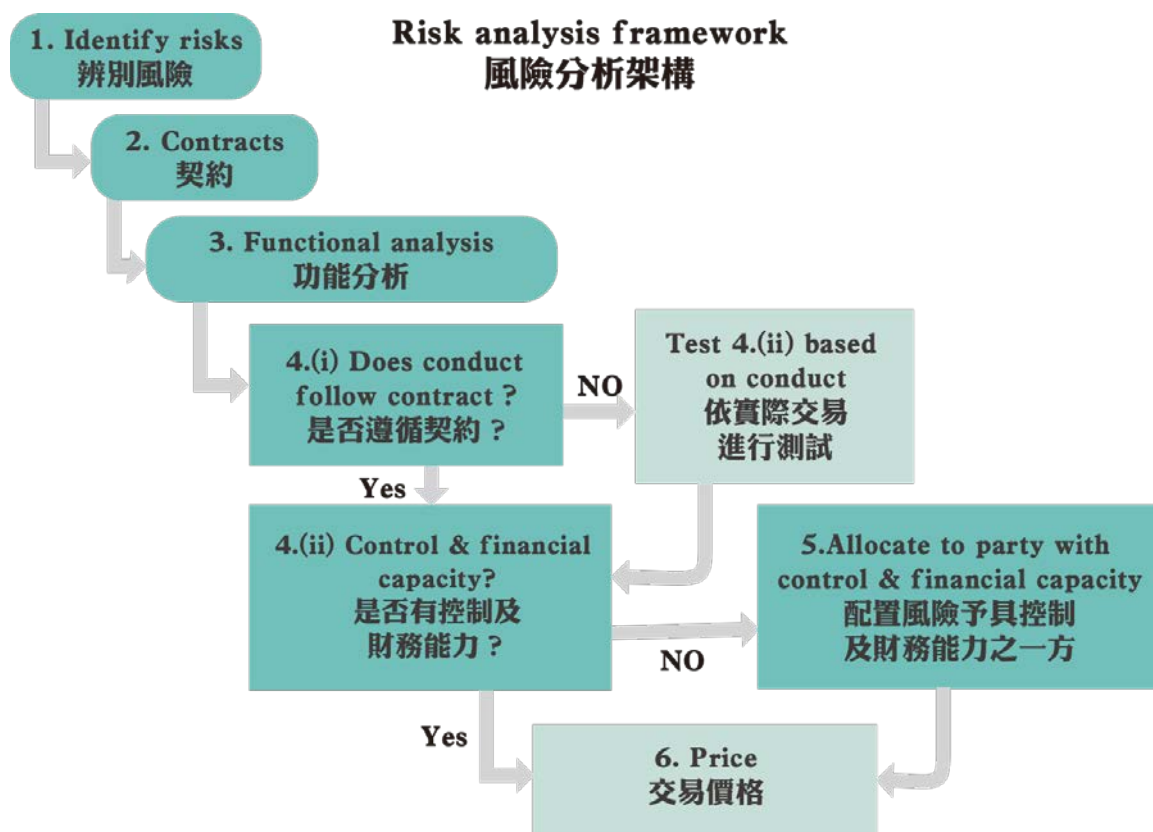 Risk analysis framework
風險分析架構
1. Identify risks
辨別風險
2. Contracts
契約
3. Functional analysis
功能分析
4.(i) Does conduct
follow contract ?
是否遵循契約？
NO
Test 4.(ii) based
on conduct
依實際交易
進行測試
Yes
4.(ii) Control & financial
capacity?
是否有控制及
財務能力？
NO
5.Allocate to party with
control & financial capacity
配置風險予具控制
及財務能力之一方
Yes
6. Price
交易價格